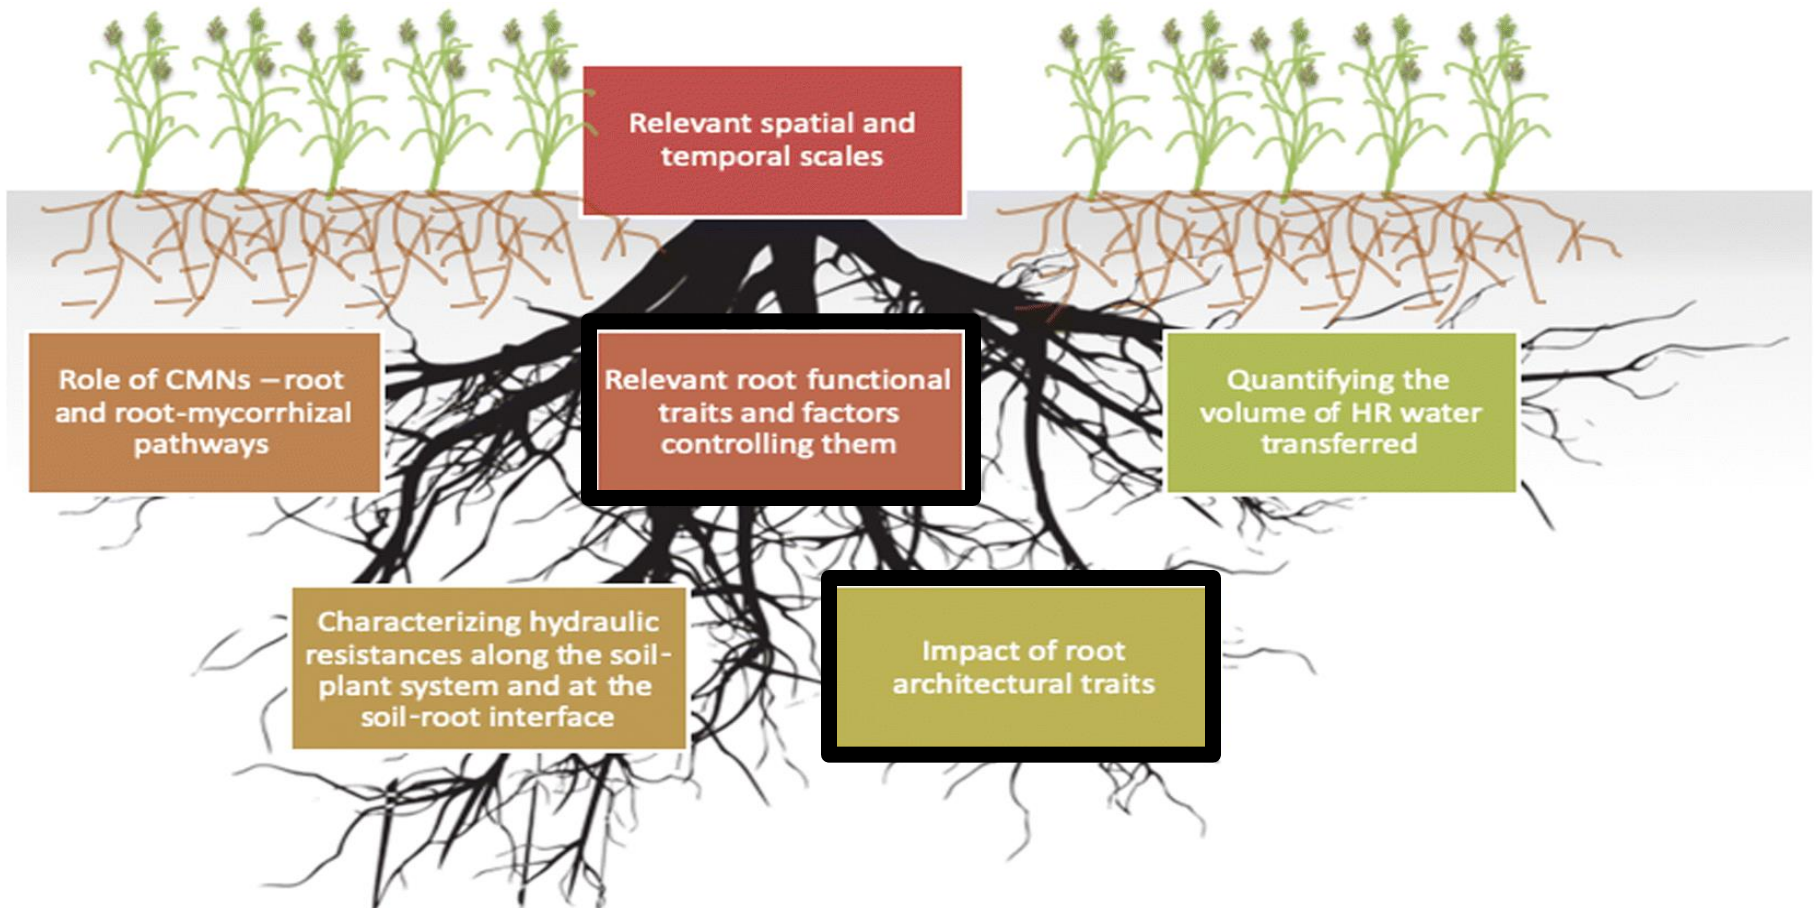 Relevant spatial and
temporal scales
Role of CMNs – root
and root-mycorrhizal
pathways
Relevant root functional
traits and factors
controlling them
Quantifying the
volume of HR water
transferred
Characterizing hydraulic
resistances along the soil-
plant system and at the
soil-root interface
Impact of root
architectural traits